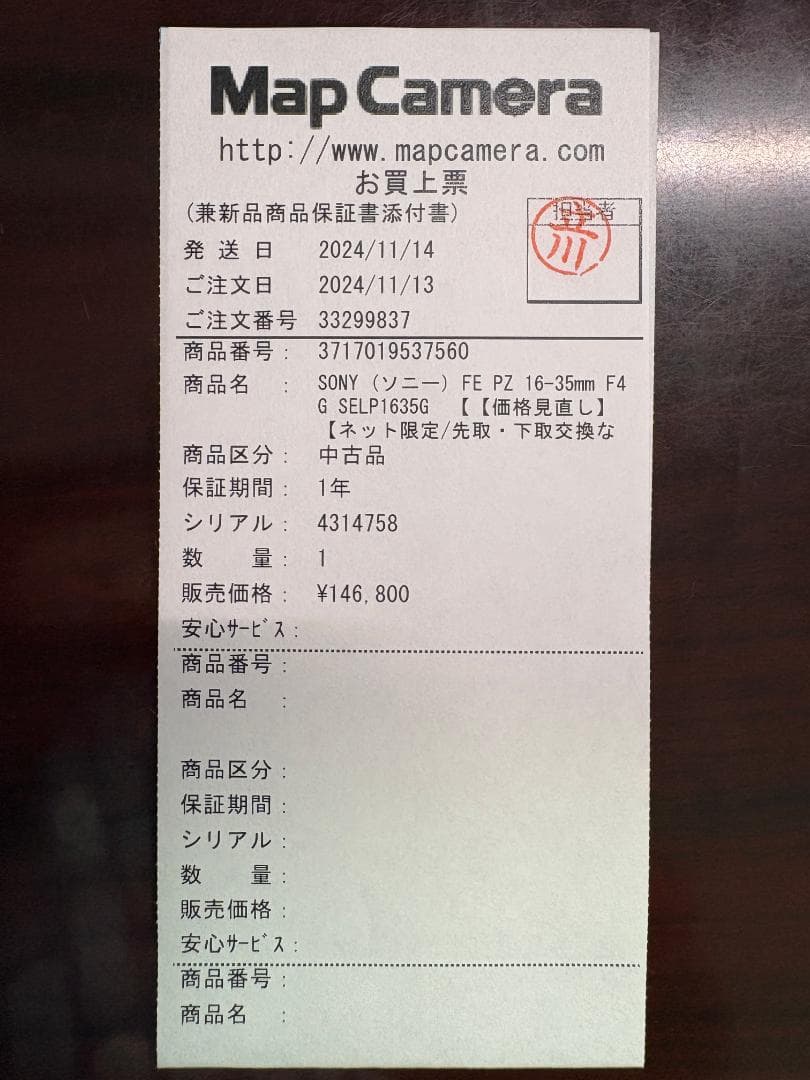 Map Camera
http://www.mapcamera.com
お買上票
(兼新品商品保証書添付書)
担当者
立川
発 送 日 2024/11/14
ご注文日 2024/11/13
ご注文番号 33299837
商品番号： 3717019537560
商品名 ： SONY (ソニー) FE PZ 16-35mm F4
G SELP1635G 【【価格見直し】
【ネット限定/先取・下取交換な
商品区分： 中古品
保証期間： 1年
シリアル： 4314758
数 量： 1
販売価格： ¥146,800
安心ｻｰﾋﾞｽ：
商品番号：
商品名 ：
商品区分：
保証期間：
シリアル：
数 量：
販売価格：
安心ｻｰﾋﾞｽ：
商品番号：
商品名 ：